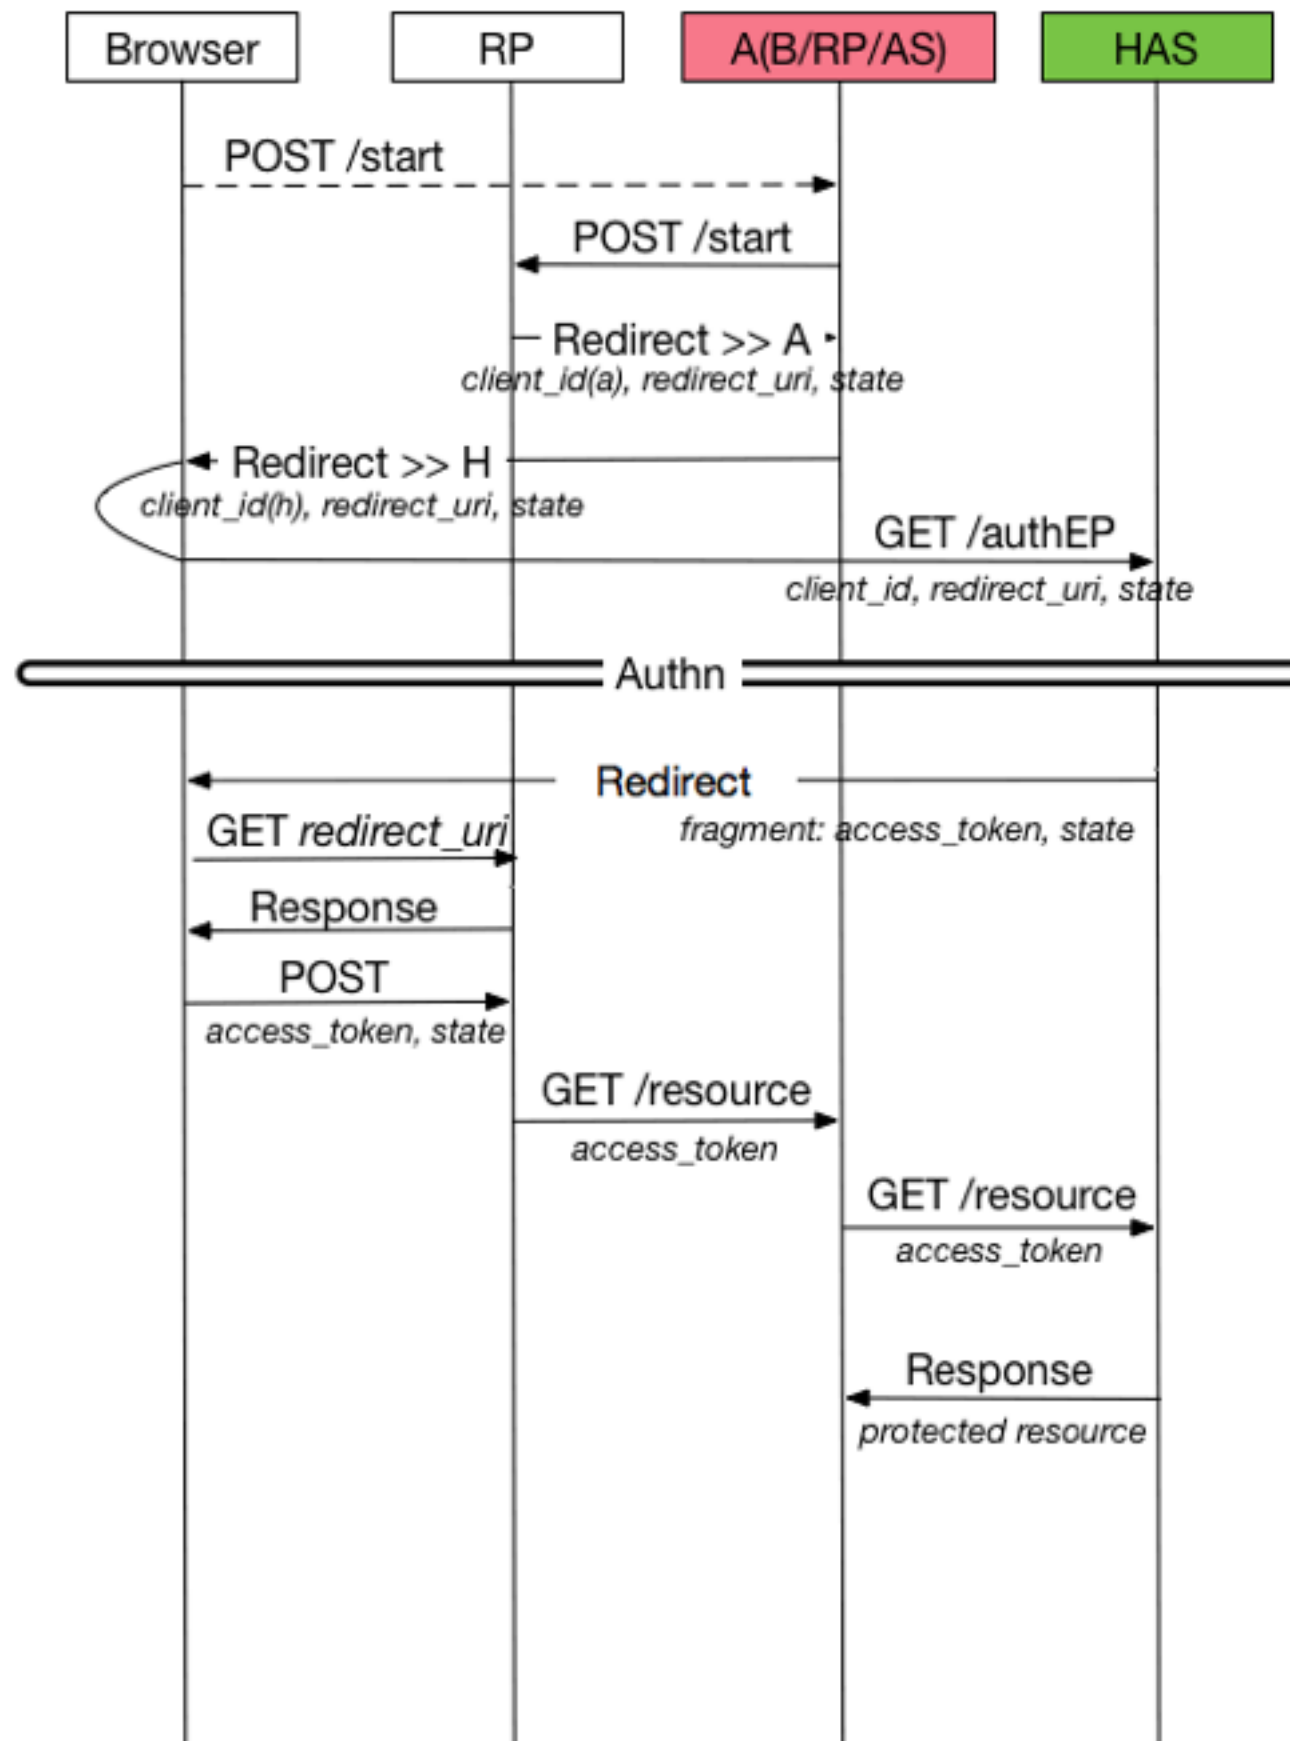 Browser
RP
A(B/RP/AS)
HAS
POST /start
POST /start
Redirect >> A
client_id(a), redirect_uri, state
Redirect >> H
client_id(h), redirect_uri, state
GET /authEP
client_id, redirect_uri, state
Authn
Redirect
GET redirect_uri
fragment: access_token, state
Response
POST
access_token, state
GET /resource
access_token
GET /resource
access_token
Response
protected resource